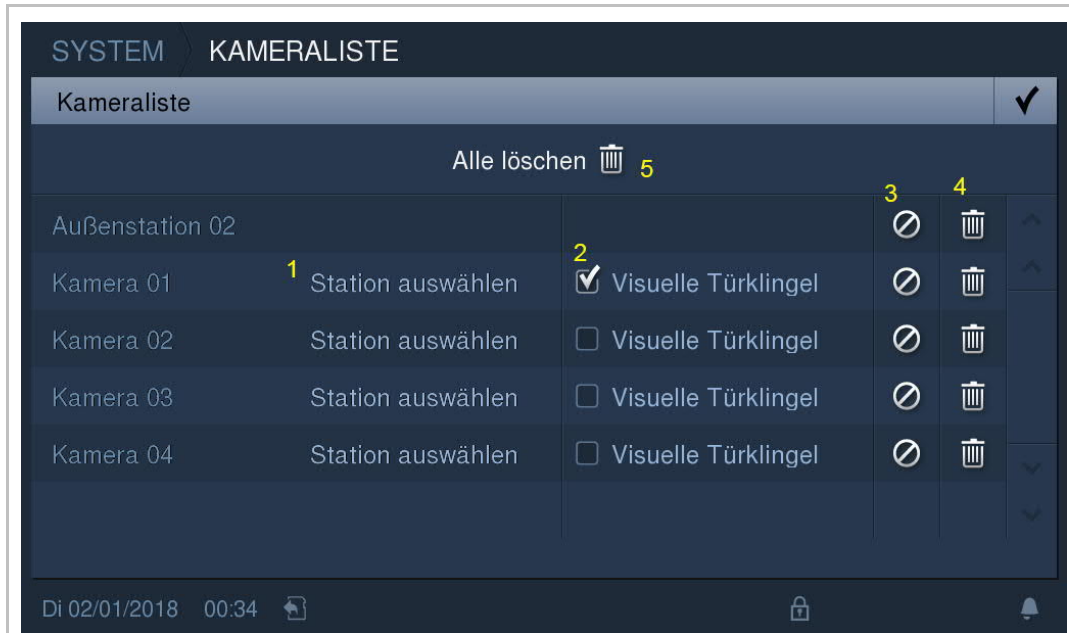 SYSTEM KAMERALISTE
Kameraliste
Alle löschen 5
3 4
Außenstation 02
1 2
Kamera 01 Station auswählen Visuelle Türklingel
Kamera 02 Station auswählen Visuelle Türklingel
Kamera 03 Station auswählen Visuelle Türklingel
Kamera 04 Station auswählen Visuelle Türklingel
Di 02/01/2018 00:34